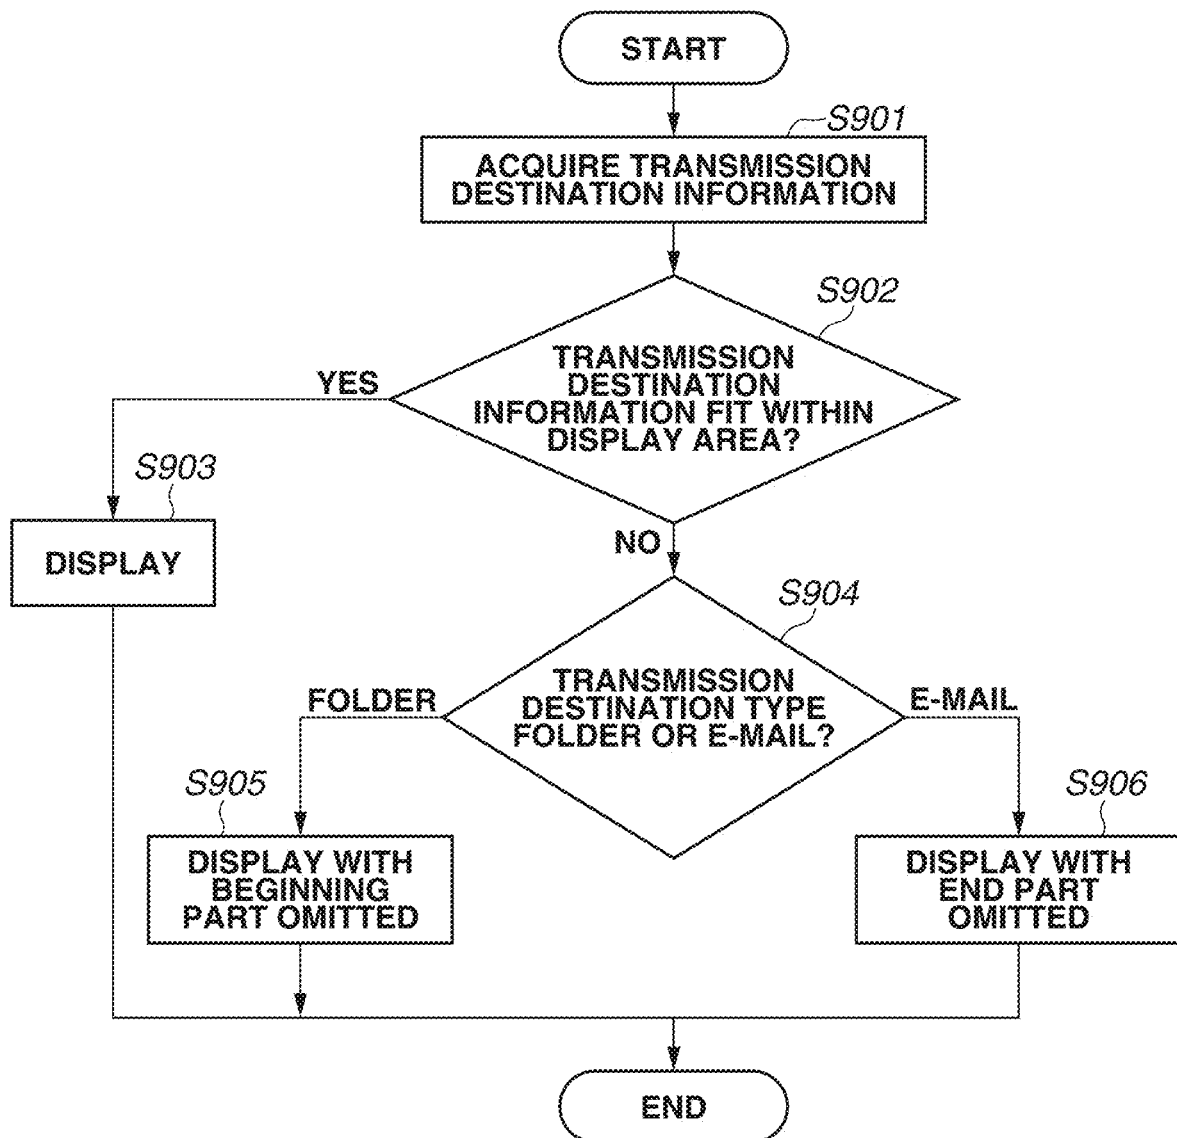 START
S901
ACQUIRE TRANSMISSION
DESTINATION INFORMATION
S902
TRANSMISSION
DESTINATION
INFORMATION FIT WITHIN
DISPLAY AREA?
YES
S903
DISPLAY
NO
S904
TRANSMISSION
DESTINATION TYPE
FOLDER OR E-MAIL?
FOLDER
E-MAIL
S905
DISPLAY WITH
BEGINNING
PART OMITTED
S906
DISPLAY WITH
END PART
OMITTED
END